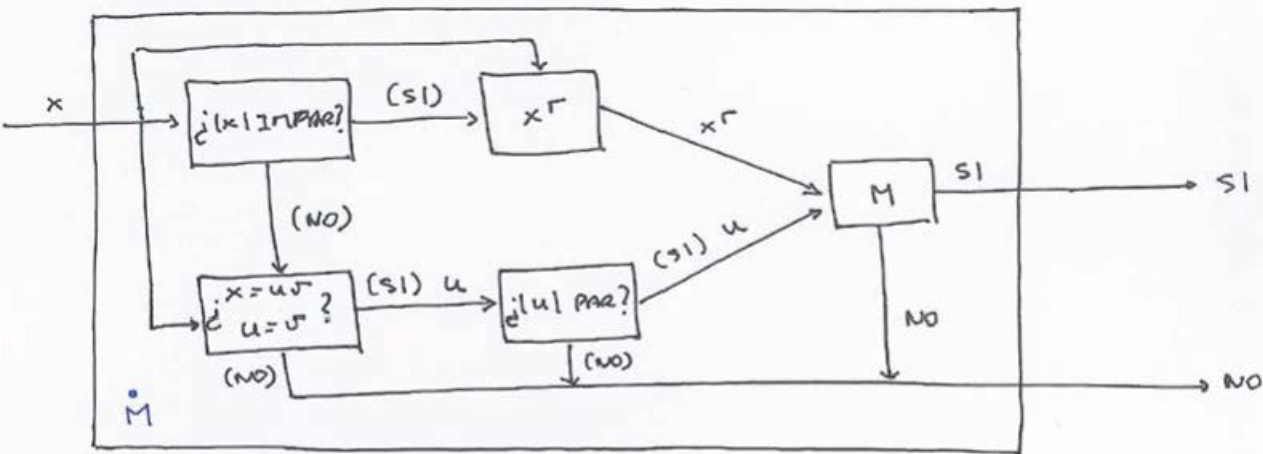 x
¿|x| IMPAR?
(SI)
x^r
x^r
(NO)
M
SI
SI
¿x=uv
u=v?
(SI) u
¿|u| PAR?
(SI) u
NO
(NO)
(NO)
NO
Ṁ